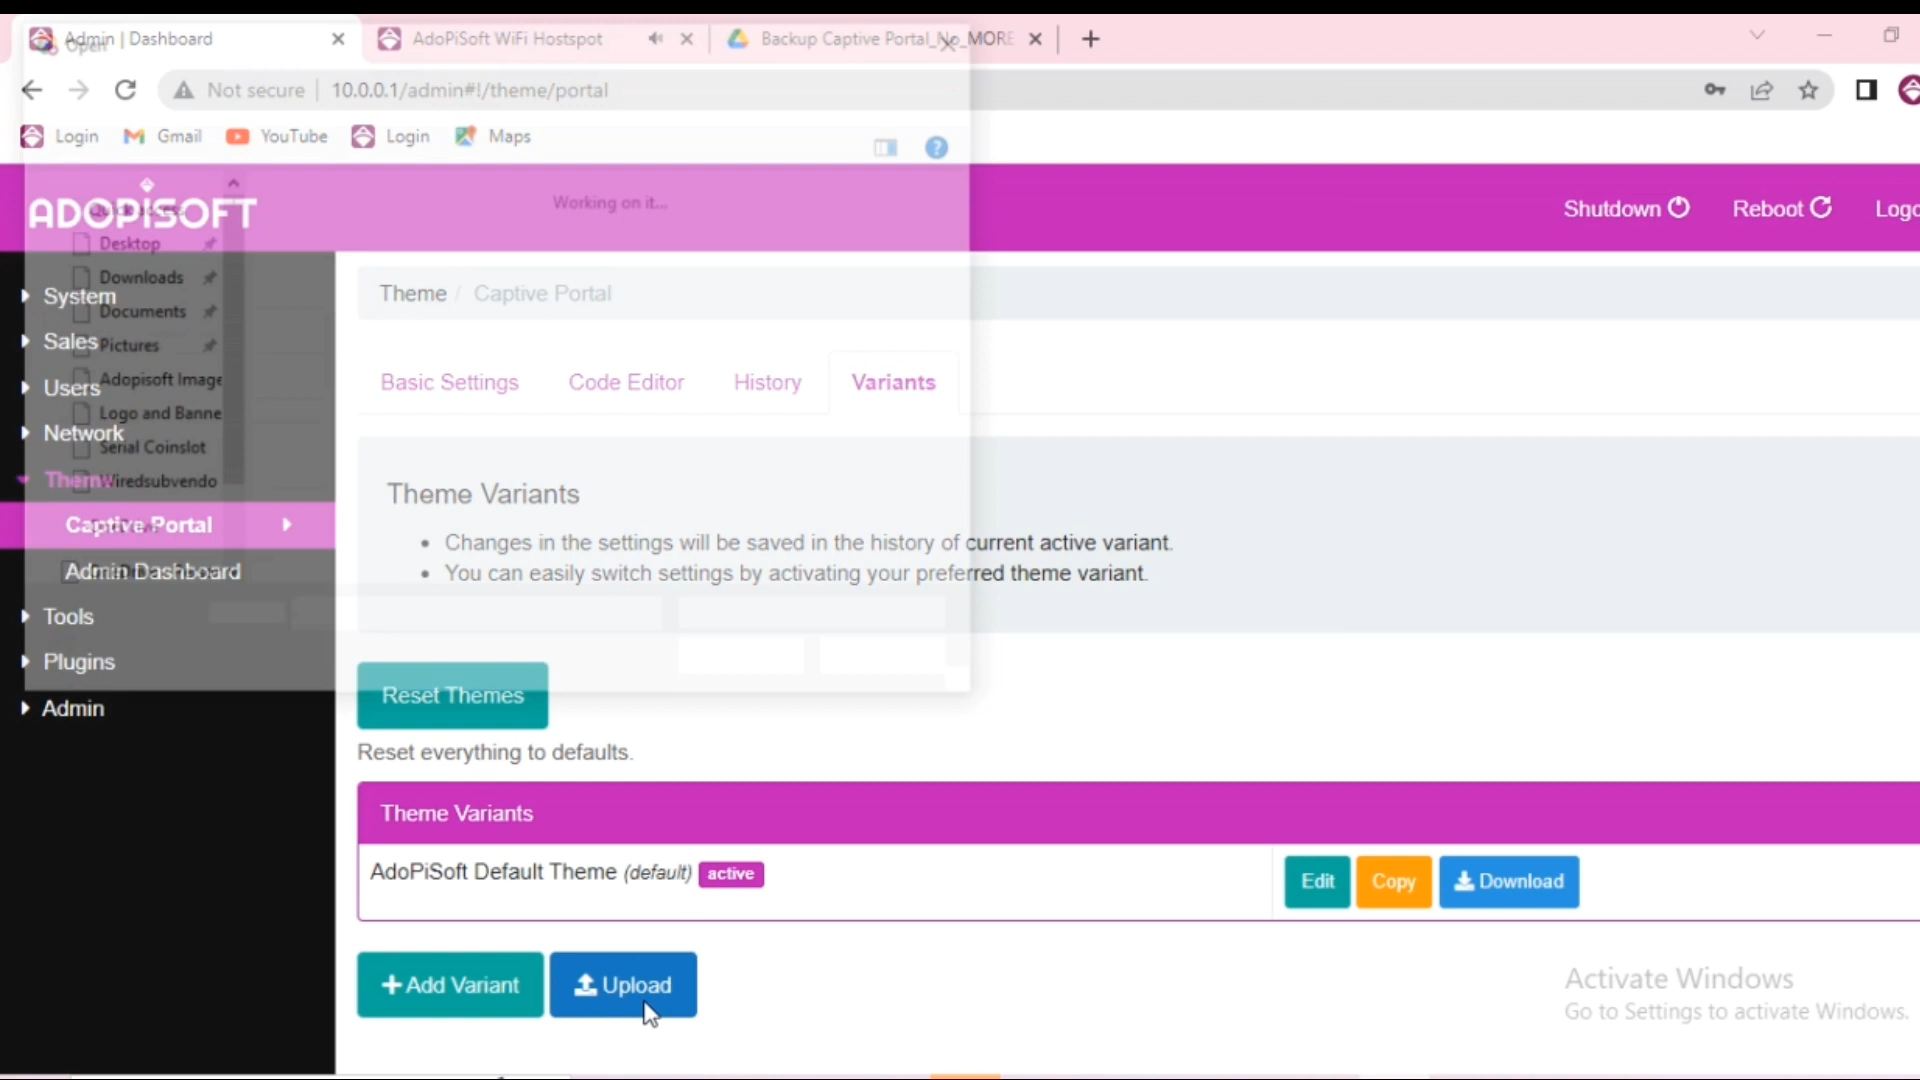 Admin | Dashboard
Open
AdoPiSoft WiFi Hostspot
Backup Captive Portal_No_MORE
Not secure
10.0.0.1/admin#!/theme/portal
Login
Gmail
YouTube
Login
Maps
Working on it...
ADOPISOFT
Quick access
Shutdown
Reboot
Logo
Desktop
Downloads
System
Documents
Sales
Pictures
Adopisoft Image
Users
Logo and Banne
Network
Serial Coinslot
Theme
Wiredsubvendo
Captive Portal
Admin Dashboard
Tools
Plugins
Admin
Theme / Captive Portal
Basic Settings
Code Editor
History
Variants
Theme Variants
• Changes in the settings will be saved in the history of current active variant.
• You can easily switch settings by activating your preferred theme variant.
Reset Themes
Reset everything to defaults.
Theme Variants
AdoPiSoft Default Theme (default) active
Edit
Copy
Download
+Add Variant
Upload
Activate Windows
Go to Settings to activate Windows.